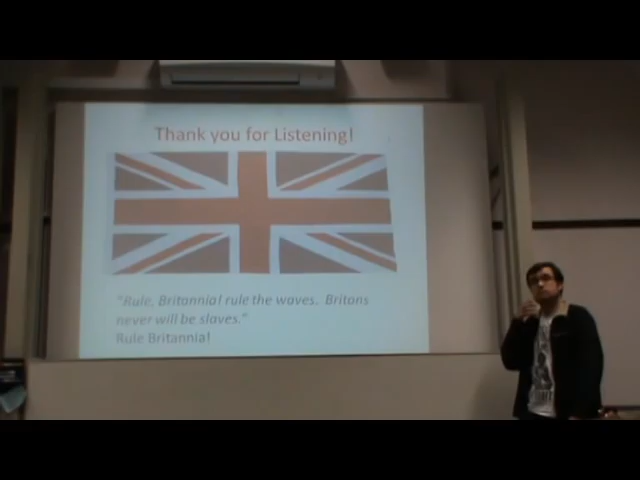 Thank you for Listening!
"Rule, Britannia! rule the waves. Britons
never will be slaves."
Rule Britannia!